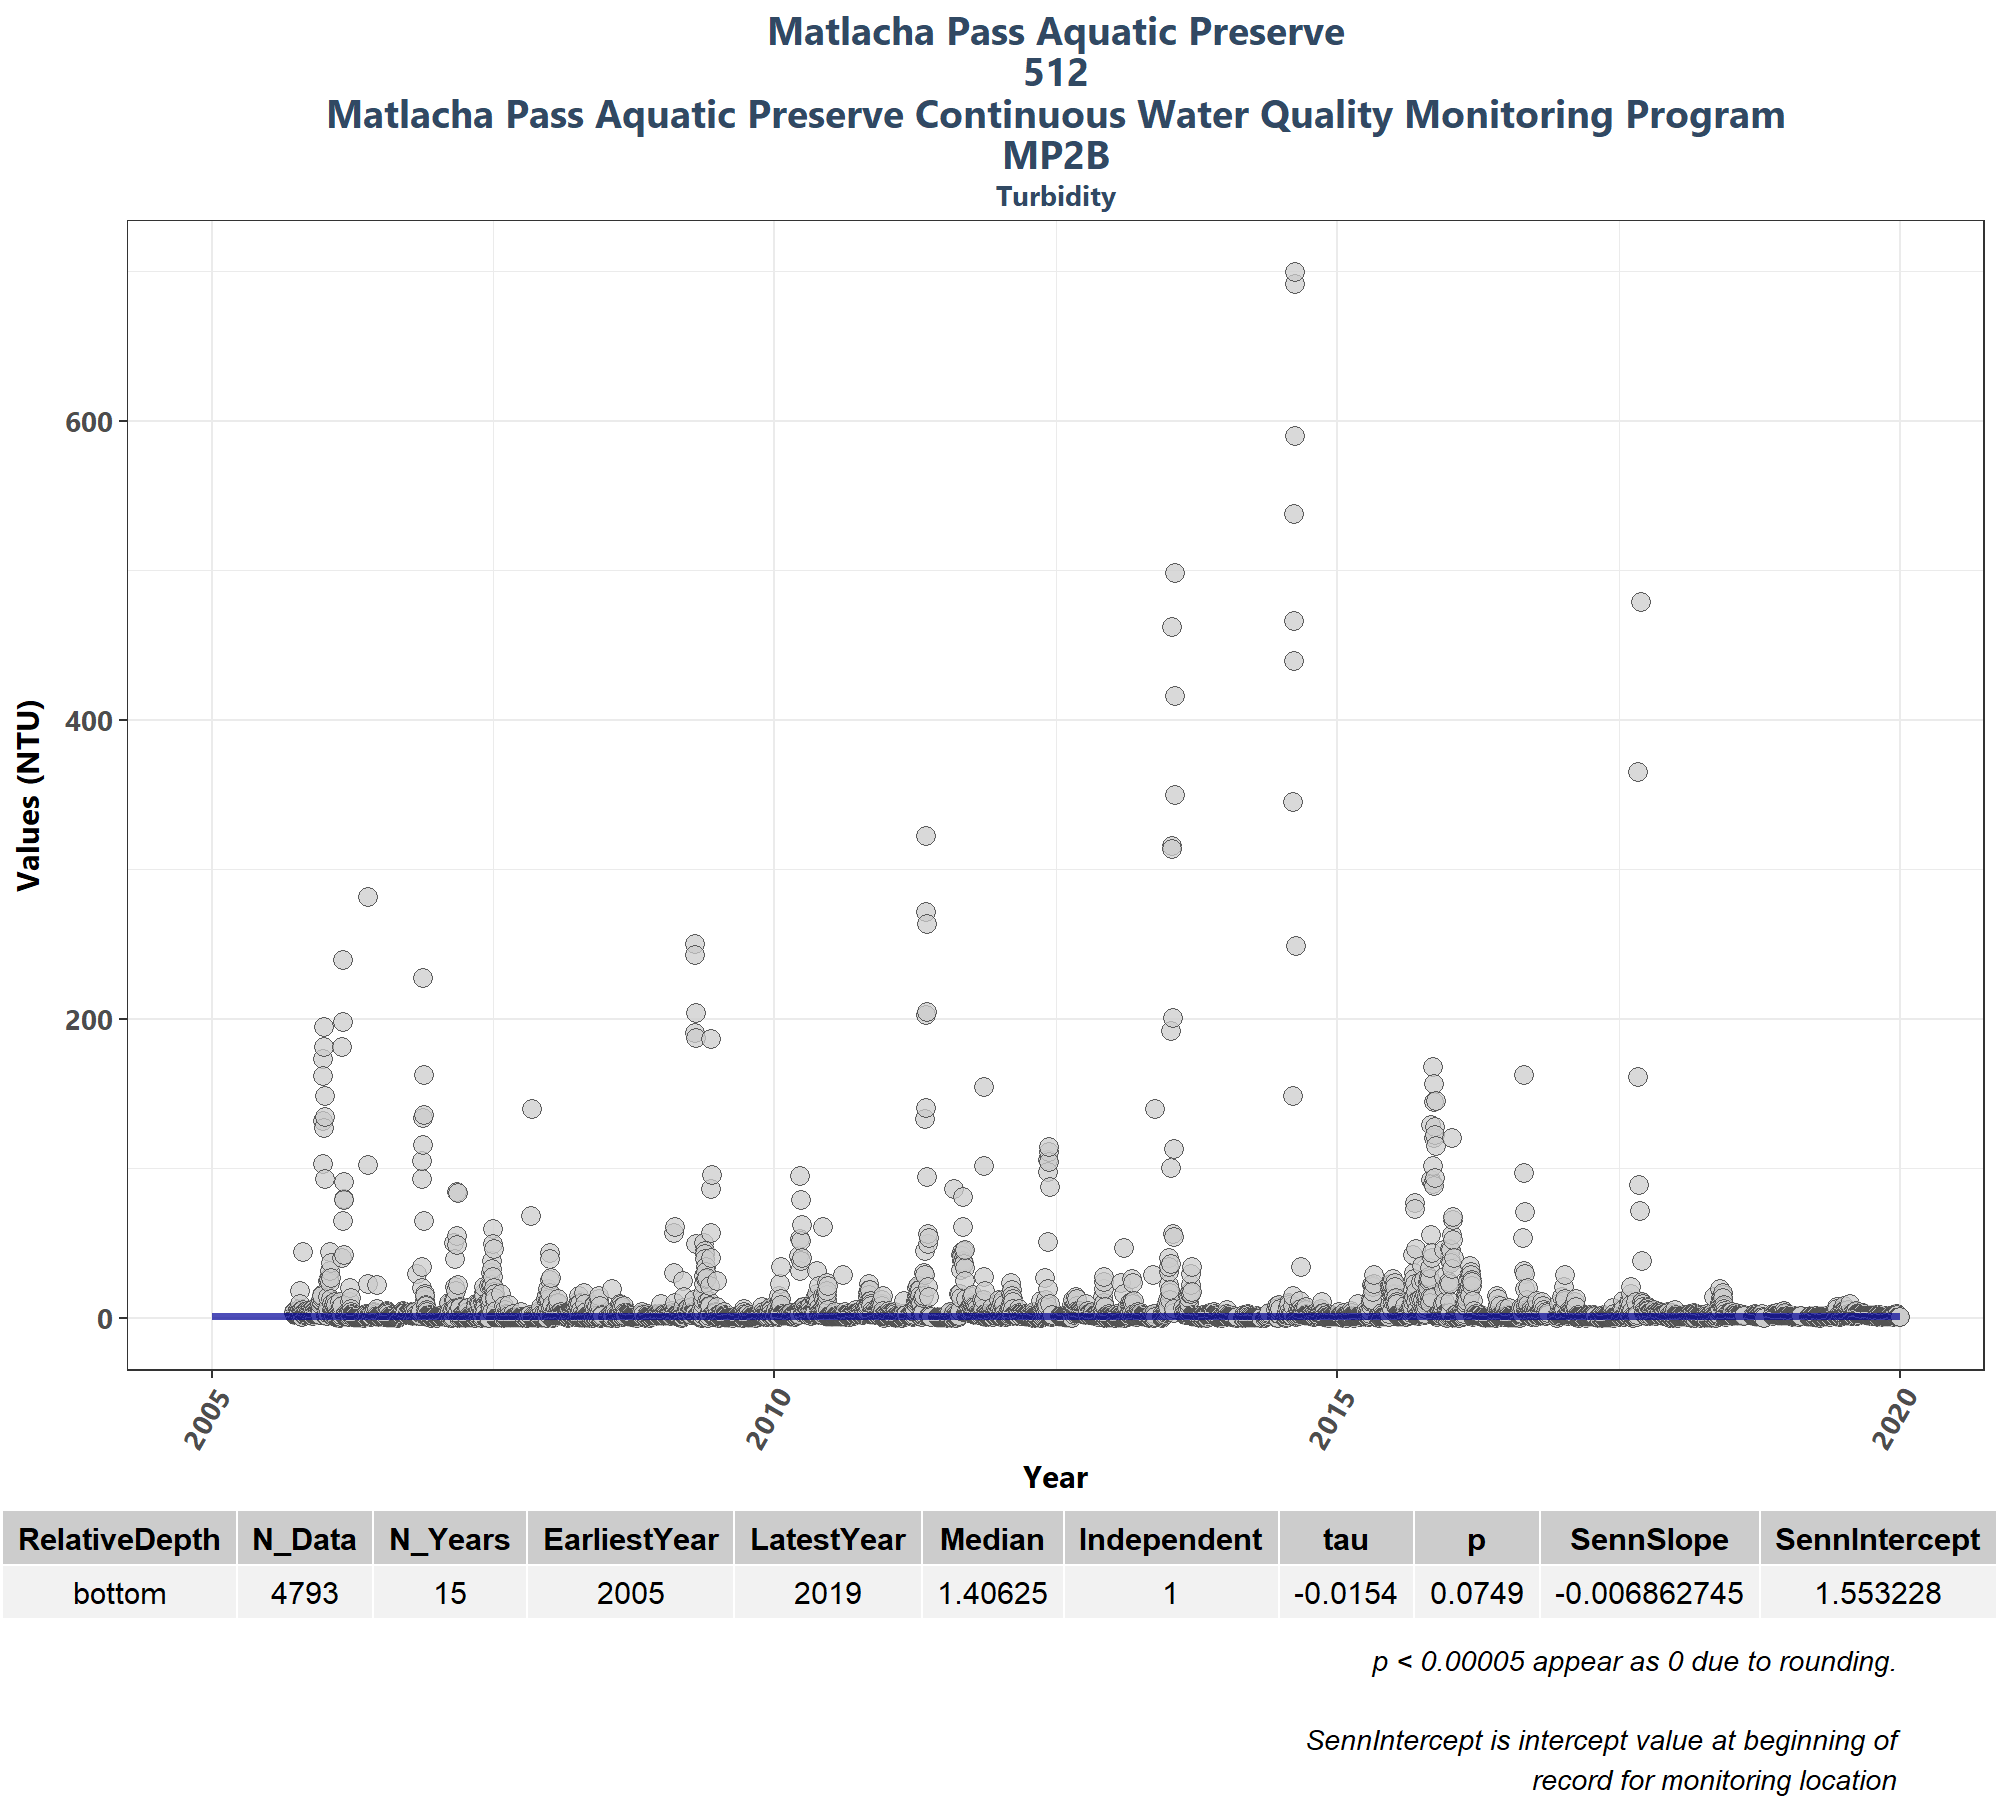 Matlacha Pass Aquatic Preserve
512
Matlacha Pass Aquatic Preserve Continuous Water Quality Monitoring Program
MP2B
Turbidity
Values (NTU)
600
400
200
0
2005
2010
2015
2020
Year
RelativeDepth N_Data N_Years EarliestYear LatestYear Median Independent tau p SennSlope SennIntercept
bottom 4793 15 2005 2019 1.40625 1 -0.0154 0.0749 -0.006862745 1.553228
p < 0.00005 appear as 0 due to rounding.
SennIntercept is intercept value at beginning of
record for monitoring location